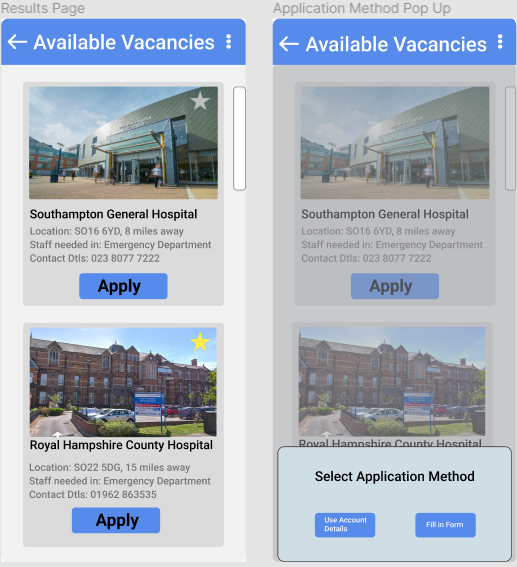 Results Page
Available Vacancies
Southampton General Hospital
Location: SO16 6YD, 8 miles away
Staff needed in: Emergency Department
Contact Dtls: 023 8077 7222
Apply
Royal Hampshire County Hospital
Location: SO22 5DG, 15 miles away
Staff needed in: Emergency Department
Contact Dtls: 01962 863535
Apply
Application Method Pop Up
Available Vacancies
Southampton General Hospital
Location: SO16 6YD, 8 miles away
Staff needed in: Emergency Department
Contact Dtls: 023 8077 7222
Apply
Royal Hampshire County Hospital
Select Application Method
Use Account
Details
Fill in Form